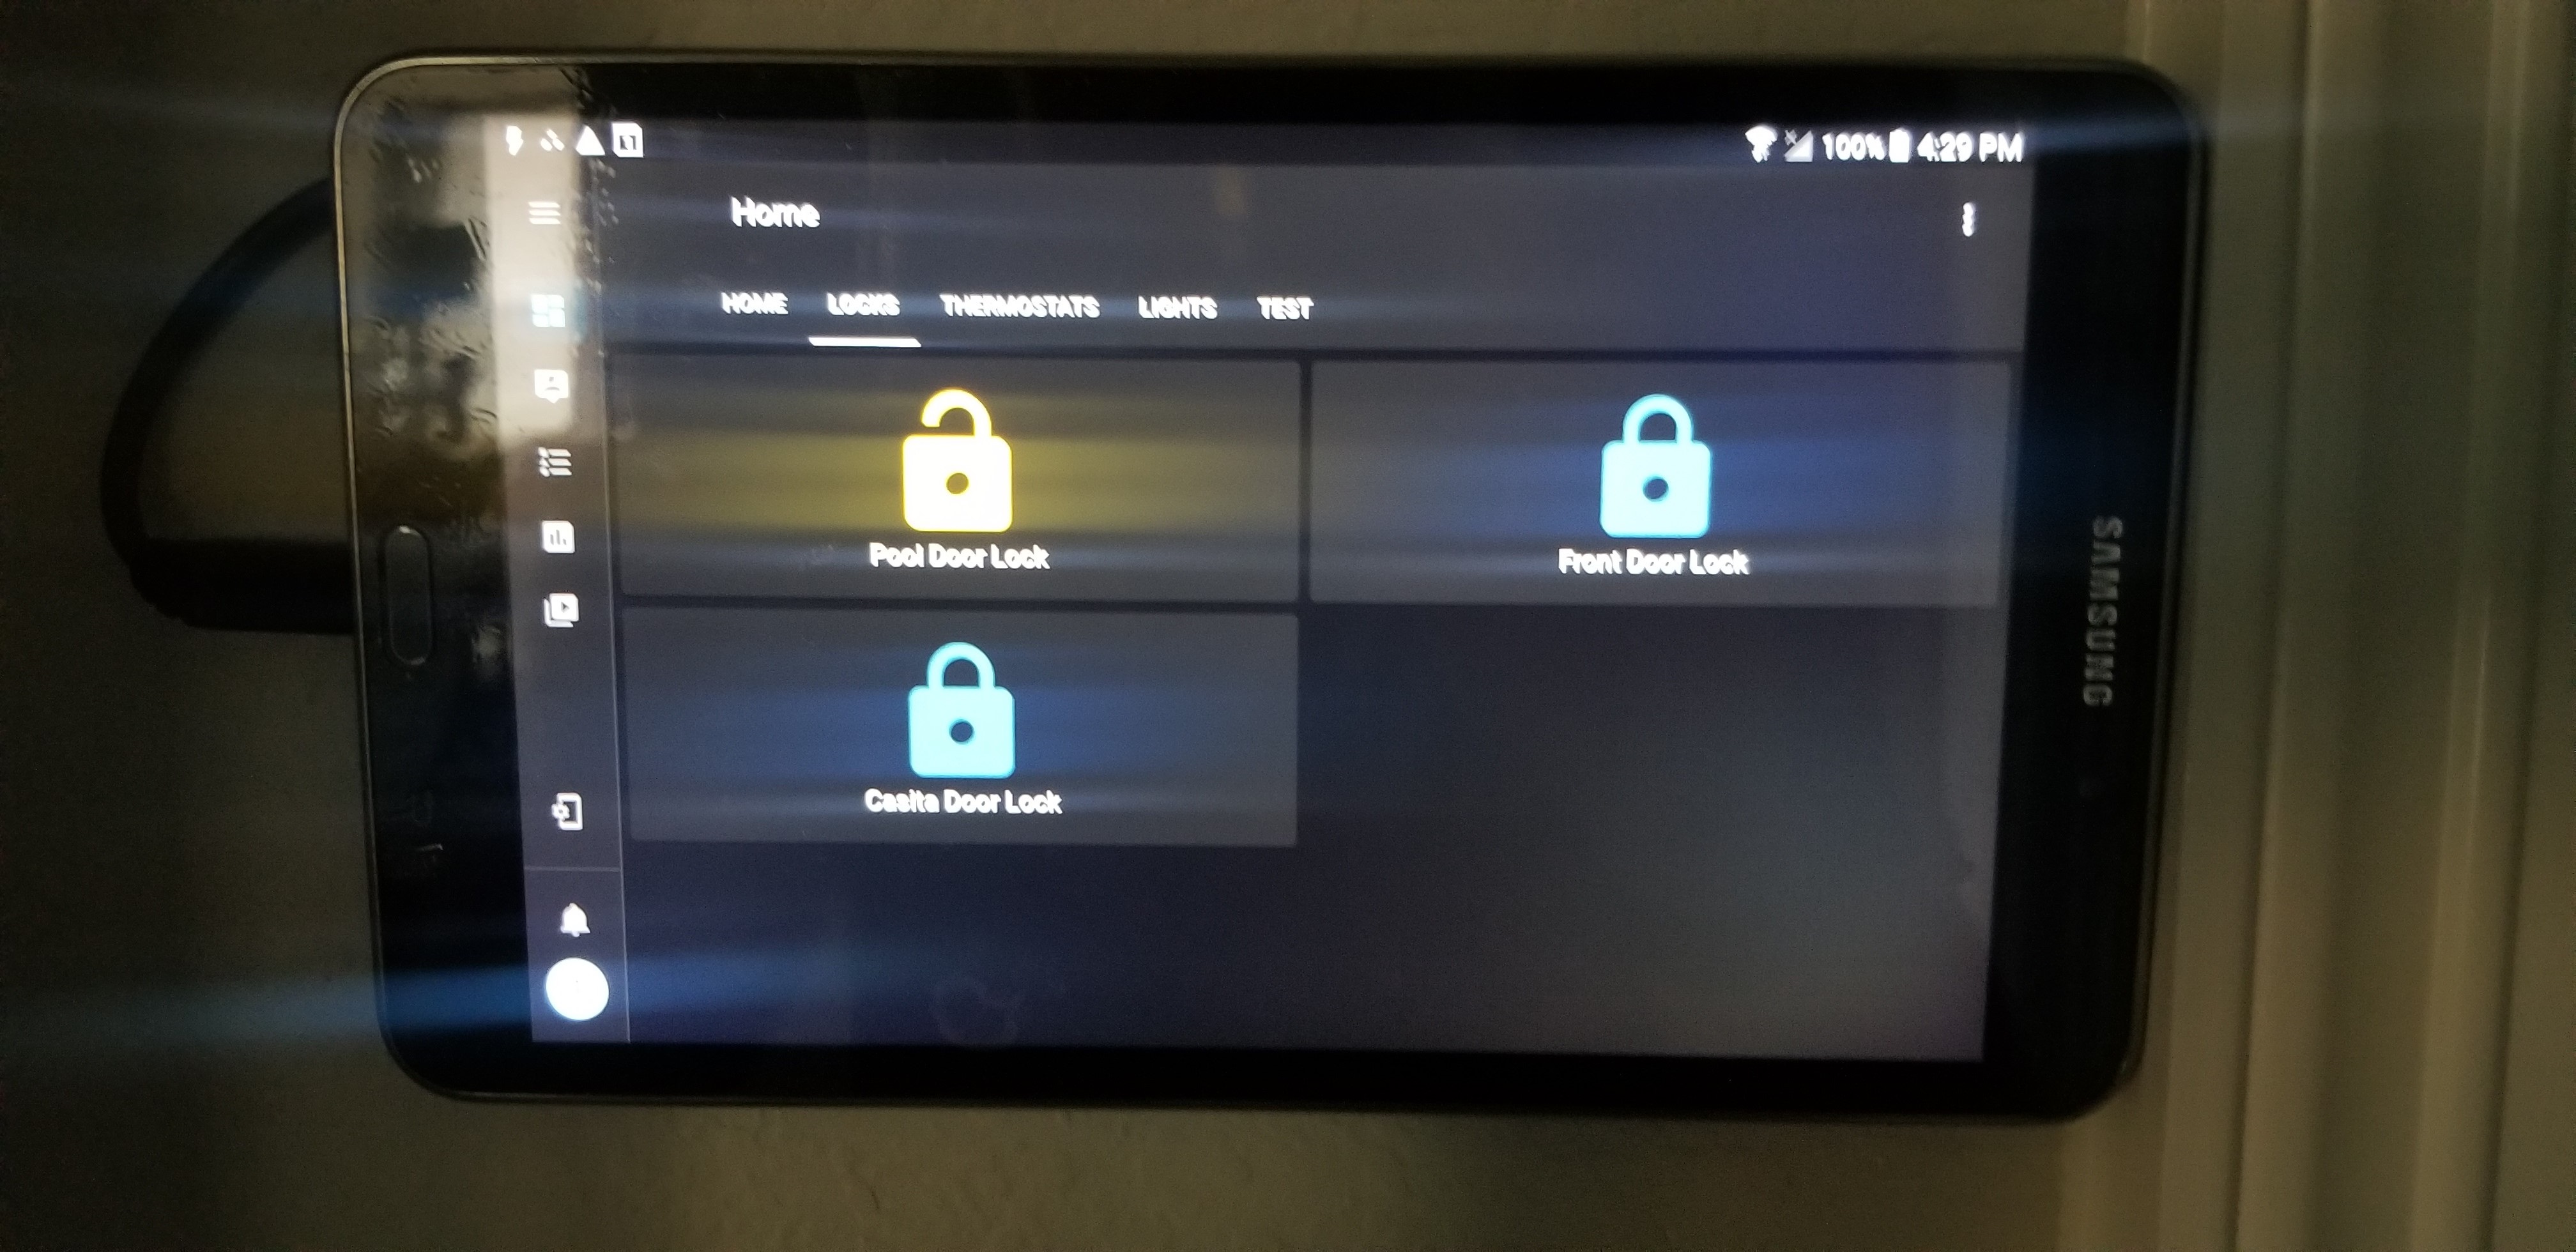 100% 4:29 PM
Home
HOME LOCKS THERMOSTATS LIGHTS TEST
Pool Door Lock
Front Door Lock
Casita Door Lock
SAMSUNG